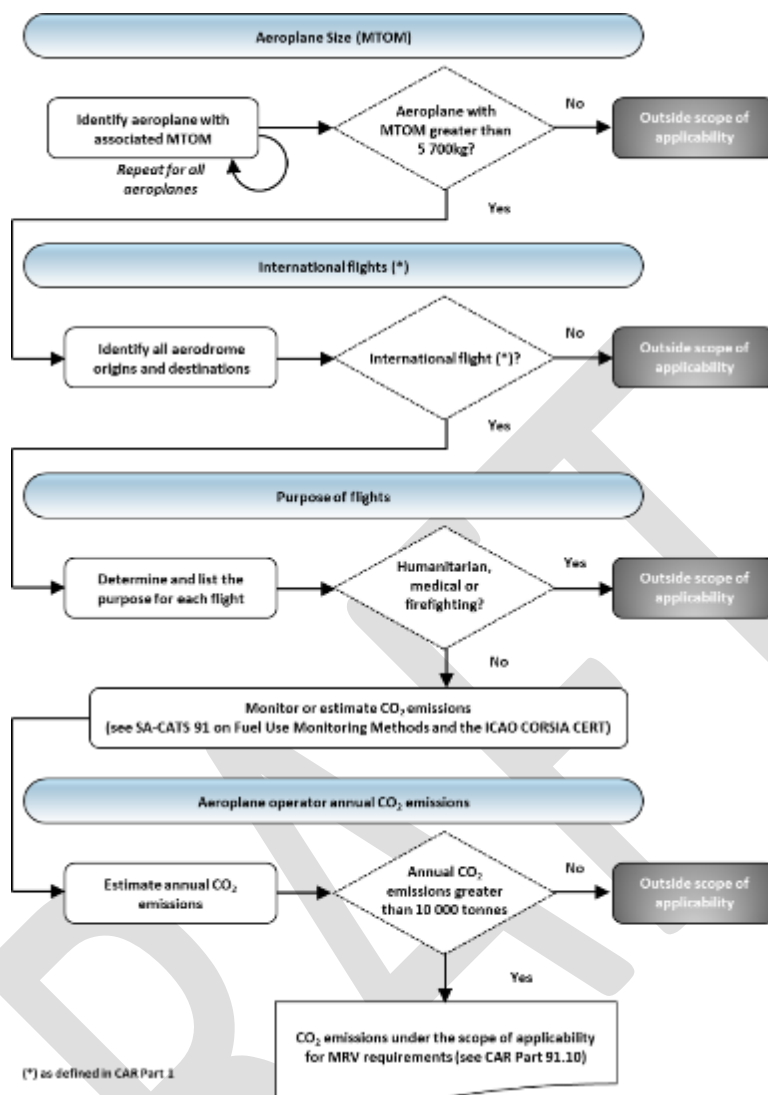 Aeroplane Size (MTOM)
Identify aeroplane with
associated MTOM
Repeat for all
aeroplanes
Aeroplane with
MTOM greater than
5 700kg?
No
Outside scope of
applicability
Yes
International flights (*)
Identify all aerodrome
origins and destinations
International flight (*)?
No
Outside scope of
applicability
Yes
Purpose of flights
Determine and list the
purpose for each flight
Humanitarian,
medical or
firefighting?
Yes
Outside scope of
applicability
No
Monitor or estimate CO₂ emissions
(see SA-CATS 91 on Fuel Use Monitoring Methods and the ICAO CORSIA CERT)
Aeroplane operator annual CO₂ emissions
Estimate annual CO₂
emissions
Annual CO₂
emissions greater
than 10 000 tonnes
No
Outside scope of
applicability
Yes
CO₂ emissions under the scope of applicability
for MRV requirements (see CAR Part 91.10)
(*) as defined in CAR Part 1
DRAFT